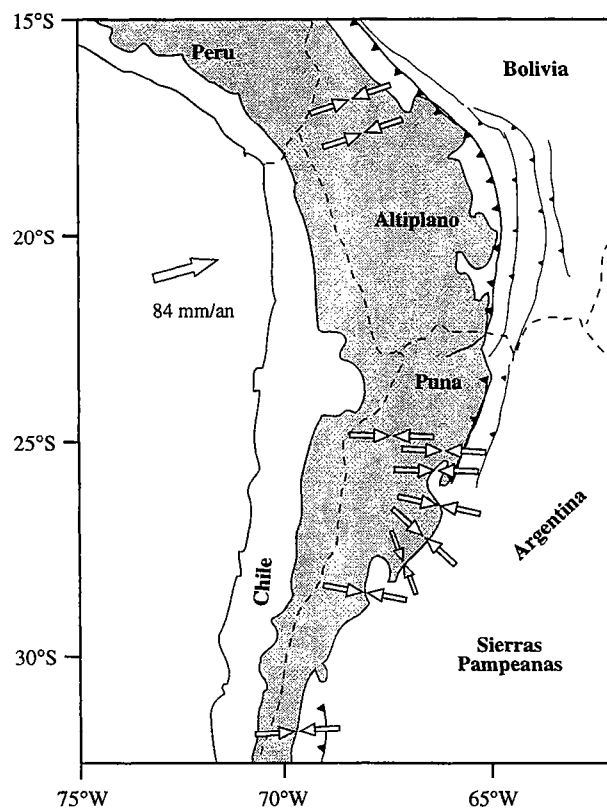 15°S
Peru
Bolivia
Altiplano
20°S
84 mm/an
Puna
25°S
Argentina
Chile
Sierras
Pampeanas
30°S
75°W
70°W
65°W